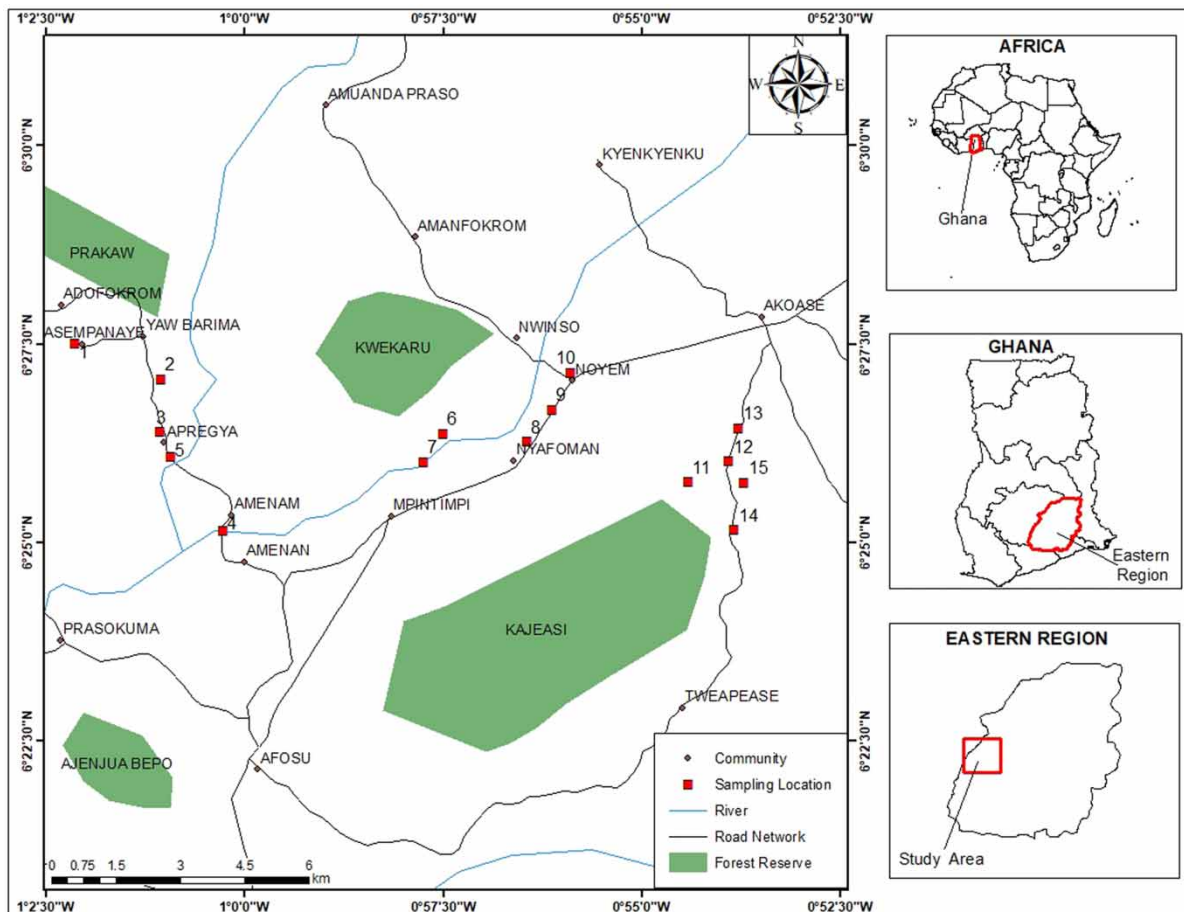 1°2'30"W 1°0'0"W 0°57'30"W 0°55'0"W 0°52'30"W
N
W E
S
AMUANDA PRASO
6°30'0"N 6°30'0"N
KYENKYENKU
AMANFOKROM
PRAKAW
ADOFOKROM
AKOASE
YAW BARIMA
NWINSO
ASEMPANAYE
6°27'30"N 6°27'30"N
1
KWEKARU
2
10
NOYEM
9
3
APREGYA
13
6
8
5
7
NYAFOMAN
12
11
15
AMENAM
MPINTIMPI
4
14
6°25'0"N 6°25'0"N
AMENAN
PRASOKUMA
KAJEASI
TWEAPEASE
6°22'30"N 6°22'30"N
AJENJUA BEPO
AFOSU
Community
Sampling Location
River
Road Network
Forest Reserve
0 0.75 1.5 3 4.5 6
km
1°2'30"W 1°0'0"W 0°57'30"W 0°55'0"W 0°52'30"W
AFRICA
Ghana
GHANA
Eastern
Region
EASTERN REGION
Study Area